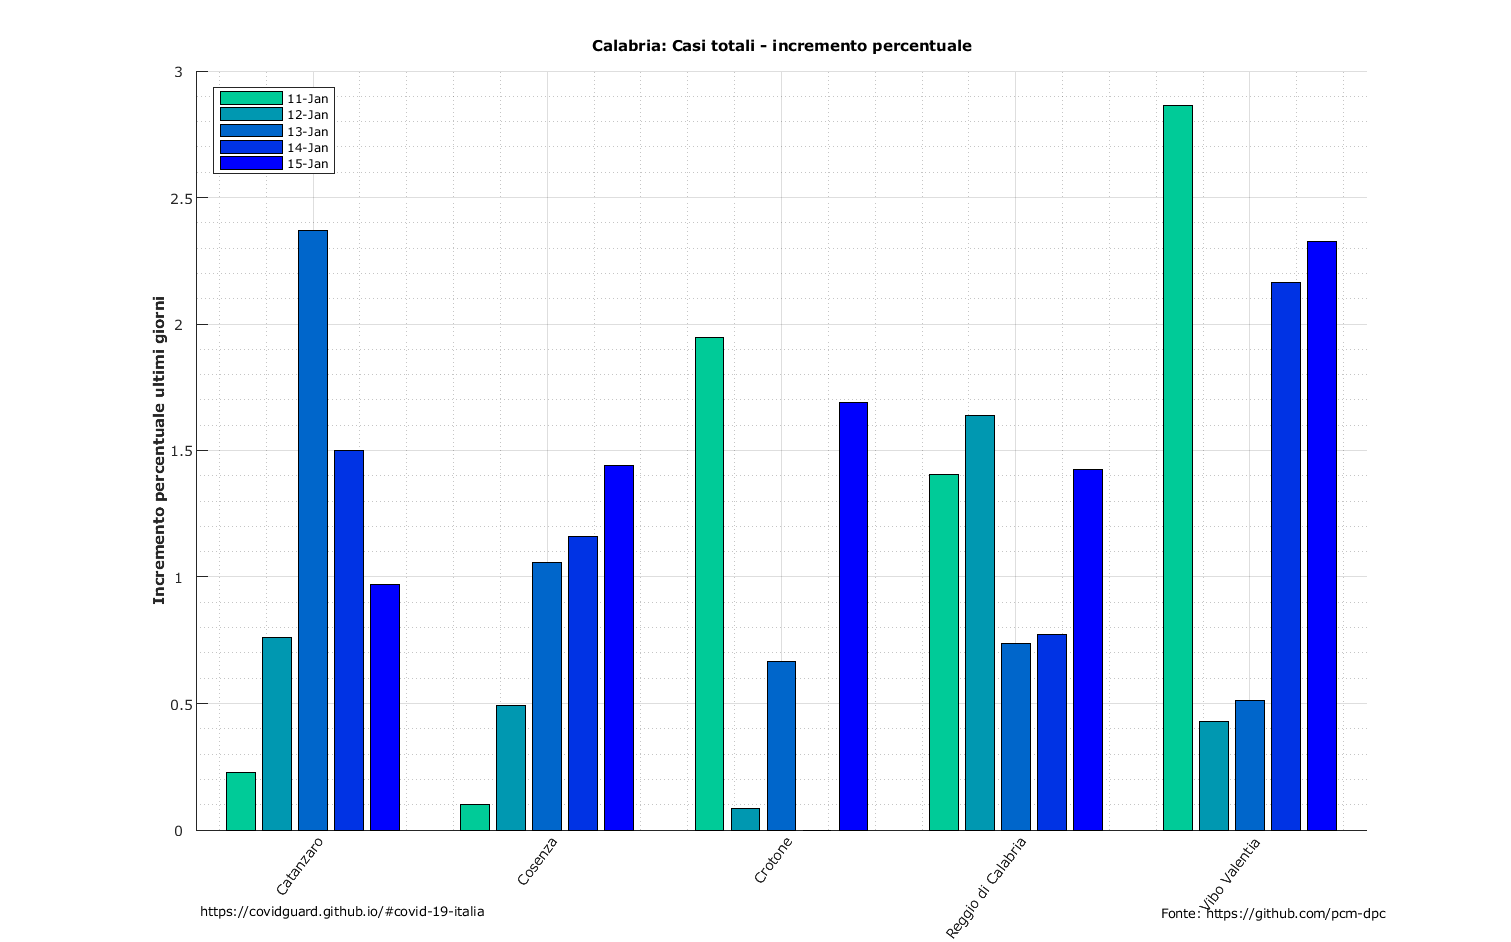 Calabria: Casi totali - incremento percentuale
3
2.5
2
1.5
1
0.5
0
Incremento percentuale ultimi giorni
11-Jan
12-Jan
13-Jan
14-Jan
15-Jan
Catanzaro
Cosenza
Crotone
Reggio di Calabria
Vibo Valentia
https://covidguard.github.io/#covid-19-italia
Fonte: https://github.com/pcm-dpc